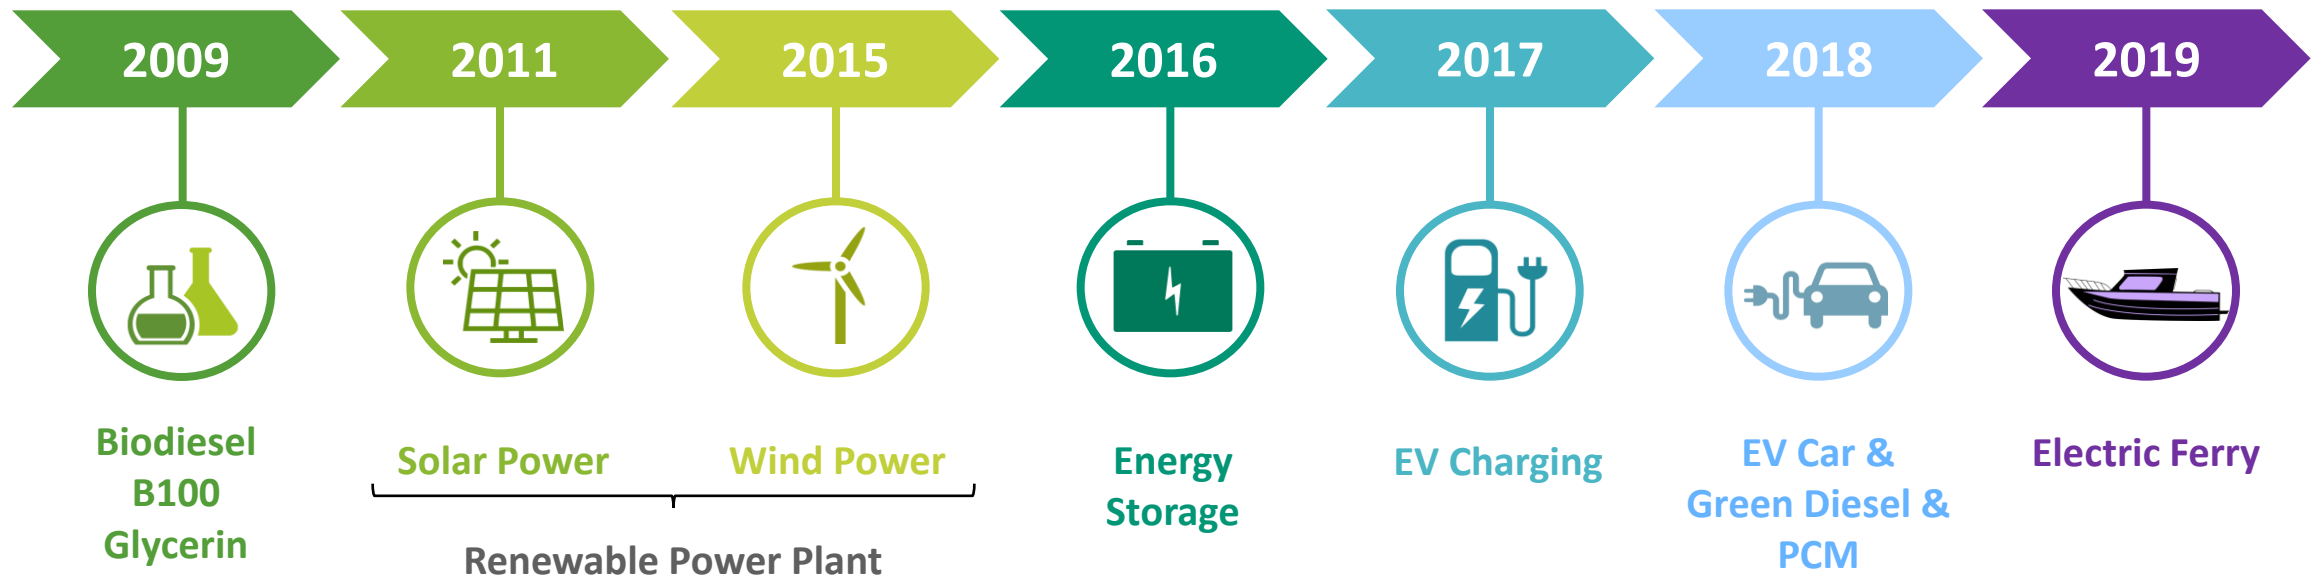 2009
2011
2015
2016
2017
2018
2019
Biodiesel
B100
Glycerin
Solar Power
Wind Power
Renewable Power Plant
Energy
Storage
EV Charging
EV Car &
Green Diesel &
PCM
Electric Ferry